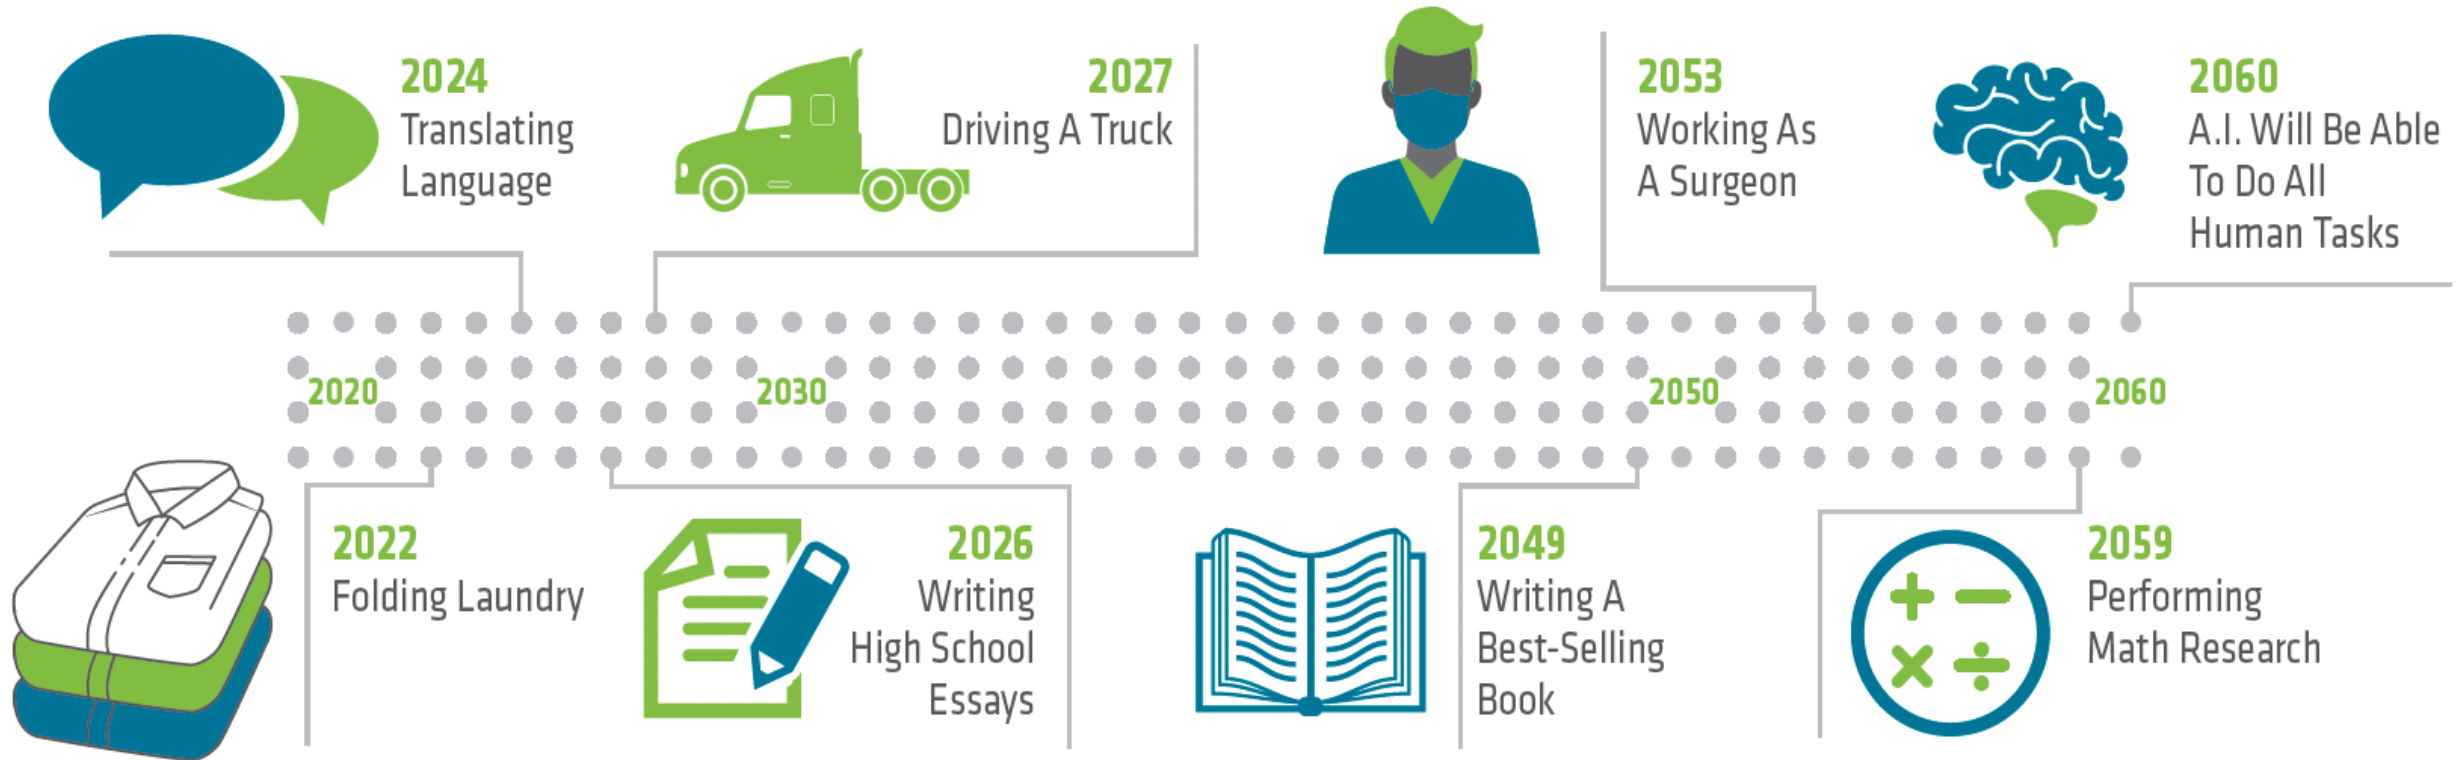 2024
Translating
Language
2027
Driving A Truck
2053
Working As
A Surgeon
2060
A.I. Will Be Able
To Do All
Human Tasks
2020
2030
2050
2060
2022
Folding Laundry
2026
Writing
High School
Essays
2049
Writing A
Best-Selling
Book
2059
Performing
Math Research